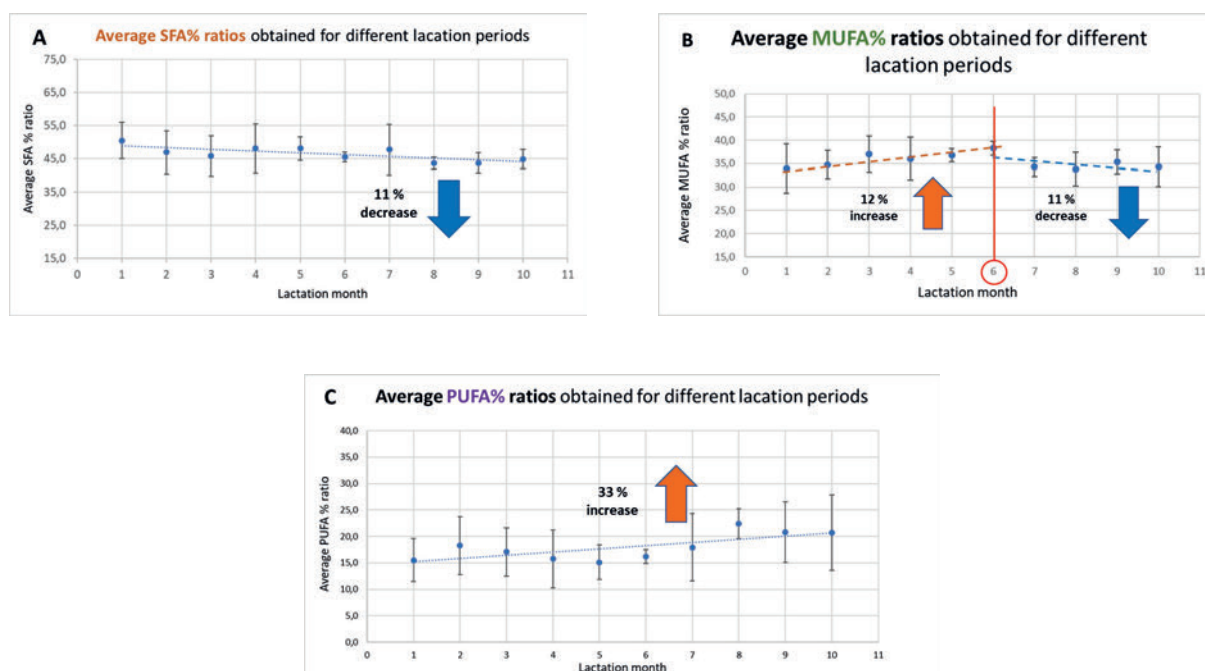 A
Average SFA% ratios obtained for different lacation periods
75,0
65,0
55,0
45,0
35,0
25,0
15,0
Average SFA % ratio
11 %
decrease
0 1 2 3 4 5 6 7 8 9 10 11
Lactation month
B
Average MUFA% ratios obtained for different
lacation periods
50,0
45,0
40,0
35,0
30,0
25,0
20,0
15,0
Average MUFA % ratio
12 %
increase
11 %
decrease
0 1 2 3 4 5 6 7 8 9 10 11
Lactation month
C
Average PUFA% ratios obtained for different lacation periods
40,0
35,0
30,0
25,0
20,0
15,0
10,0
5,0
0,0
Average PUFA % ratio
33 %
increase
0 1 2 3 4 5 6 7 8 9 10 11
Lactation month